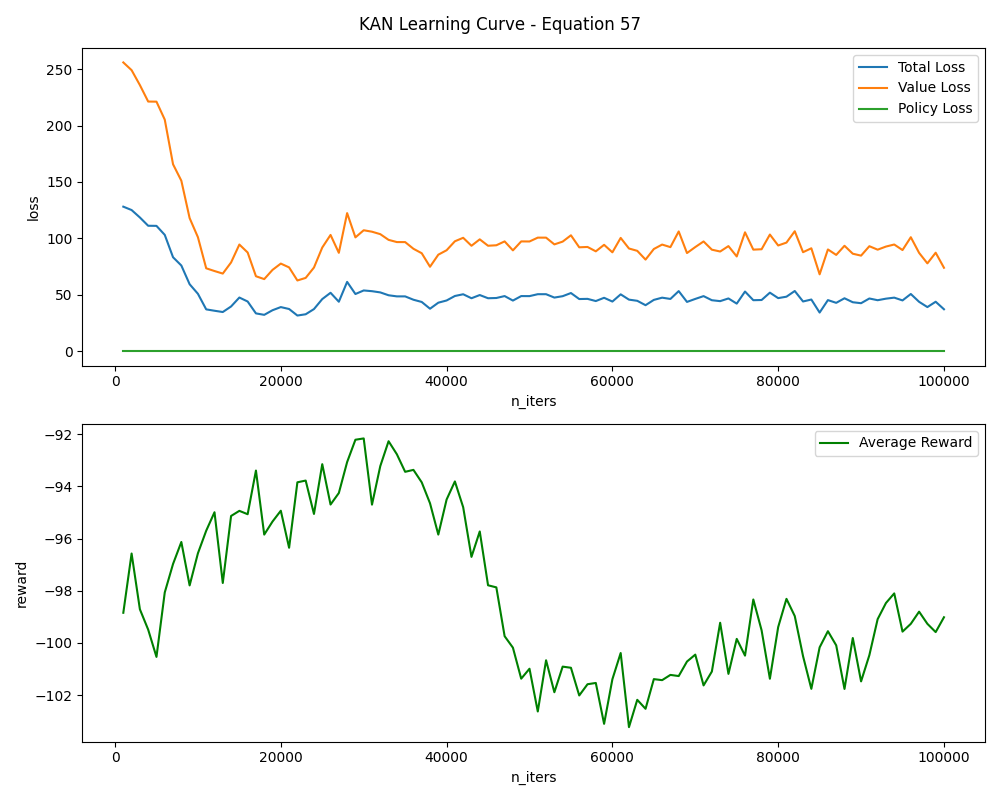 KAN Learning Curve - Equation 57
Total Loss
Value Loss
Policy Loss
250
200
150
100
50
0
loss
0
20000
40000
60000
80000
100000
n_iters
Average Reward
−92
−94
−96
−98
−100
−102
reward
0
20000
40000
60000
80000
100000
n_iters